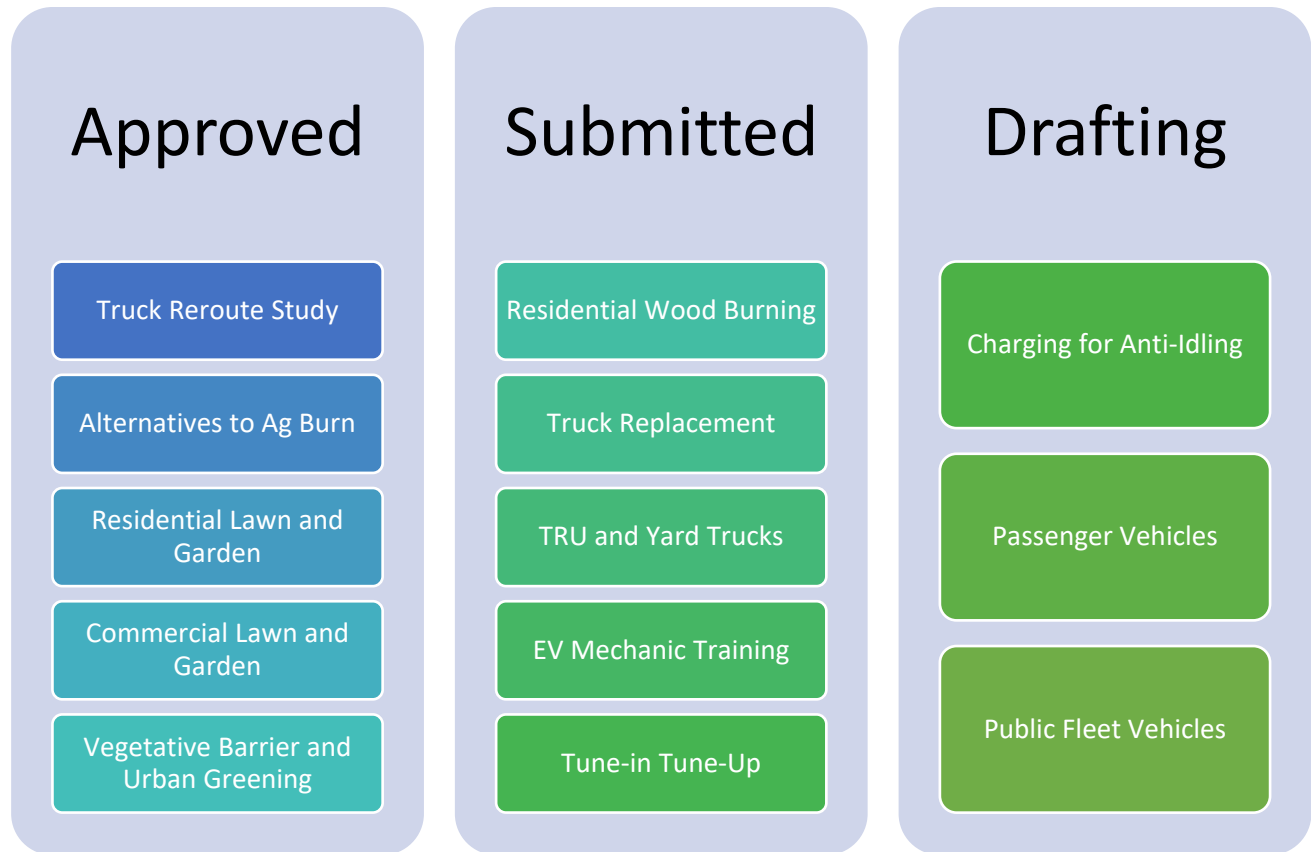 Approved
Truck Reroute Study
Alternatives to Ag Burn
Residential Lawn and
Garden
Commercial Lawn and
Garden
Vegetative Barrier and
Urban Greening
Submitted
Residential Wood Burning
Truck Replacement
TRU and Yard Trucks
EV Mechanic Training
Tune-in Tune-Up
Drafting
Charging for Anti-Idling
Passenger Vehicles
Public Fleet Vehicles